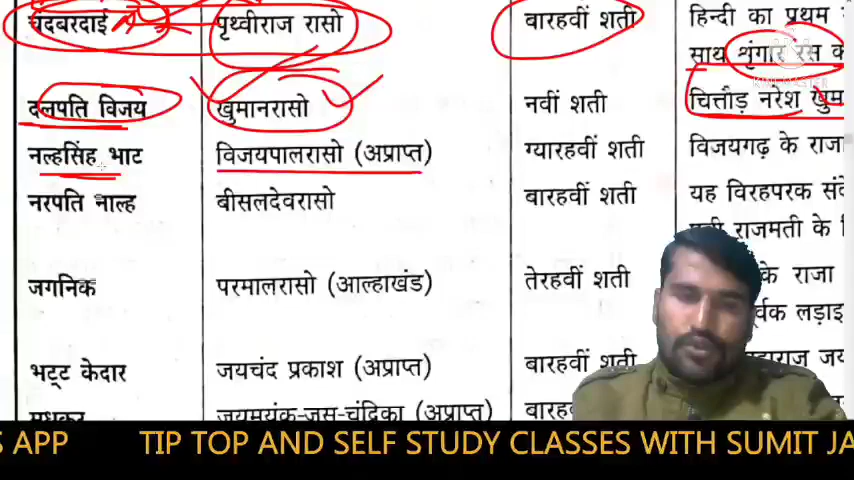 चंदबरदाई पृथ्वीराज रासो बारहवीं शती हिन्दी का प्रथम
साथ श्रृंगार रस
दलपति विजय खुमानरासो नवीं शती चित्तौड़ नरेश
नल्हसिंह भाट विजयपालरासो (अप्राप्त) ग्यारहवीं शती विजयगढ़ के राजा
नरपति नाल्ह बीसलदेवरासो बारहवीं शती यह विरहपरक
राजमती के
जगनिक परमालरासो (आल्हाखंड) तेरहवीं शती के राजा
लड़ाइ
भट्ट केदार जयचंद प्रकाश (अप्राप्त) बारहवीं शती
मधुकर जयमयंक-जस-चंद्रिका (अप्राप्त)
S APP TIP TOP AND SELF STUDY CLASSES WITH SUMIT JA